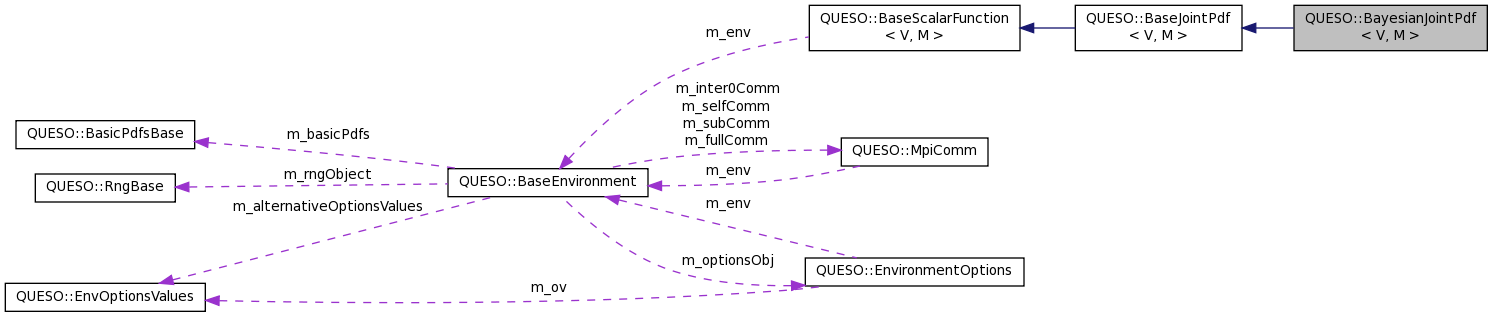 QUESO::BaseScalarFunction
< V, M >
QUESO::BaseJointPdf
< V, M >
QUESO::BayesianJointPdf
< V, M >
m_env
m_inter0Comm
m_selfComm
m_subComm
m_fullComm
QUESO::BasicPdfsBase
m_basicPdfs
QUESO::MpiComm
QUESO::RngBase
m_rngObject
QUESO::BaseEnvironment
m_env
m_alternativeOptionsValues
m_env
m_optionsObj
QUESO::EnvironmentOptions
QUESO::EnvOptionsValues
m_ov